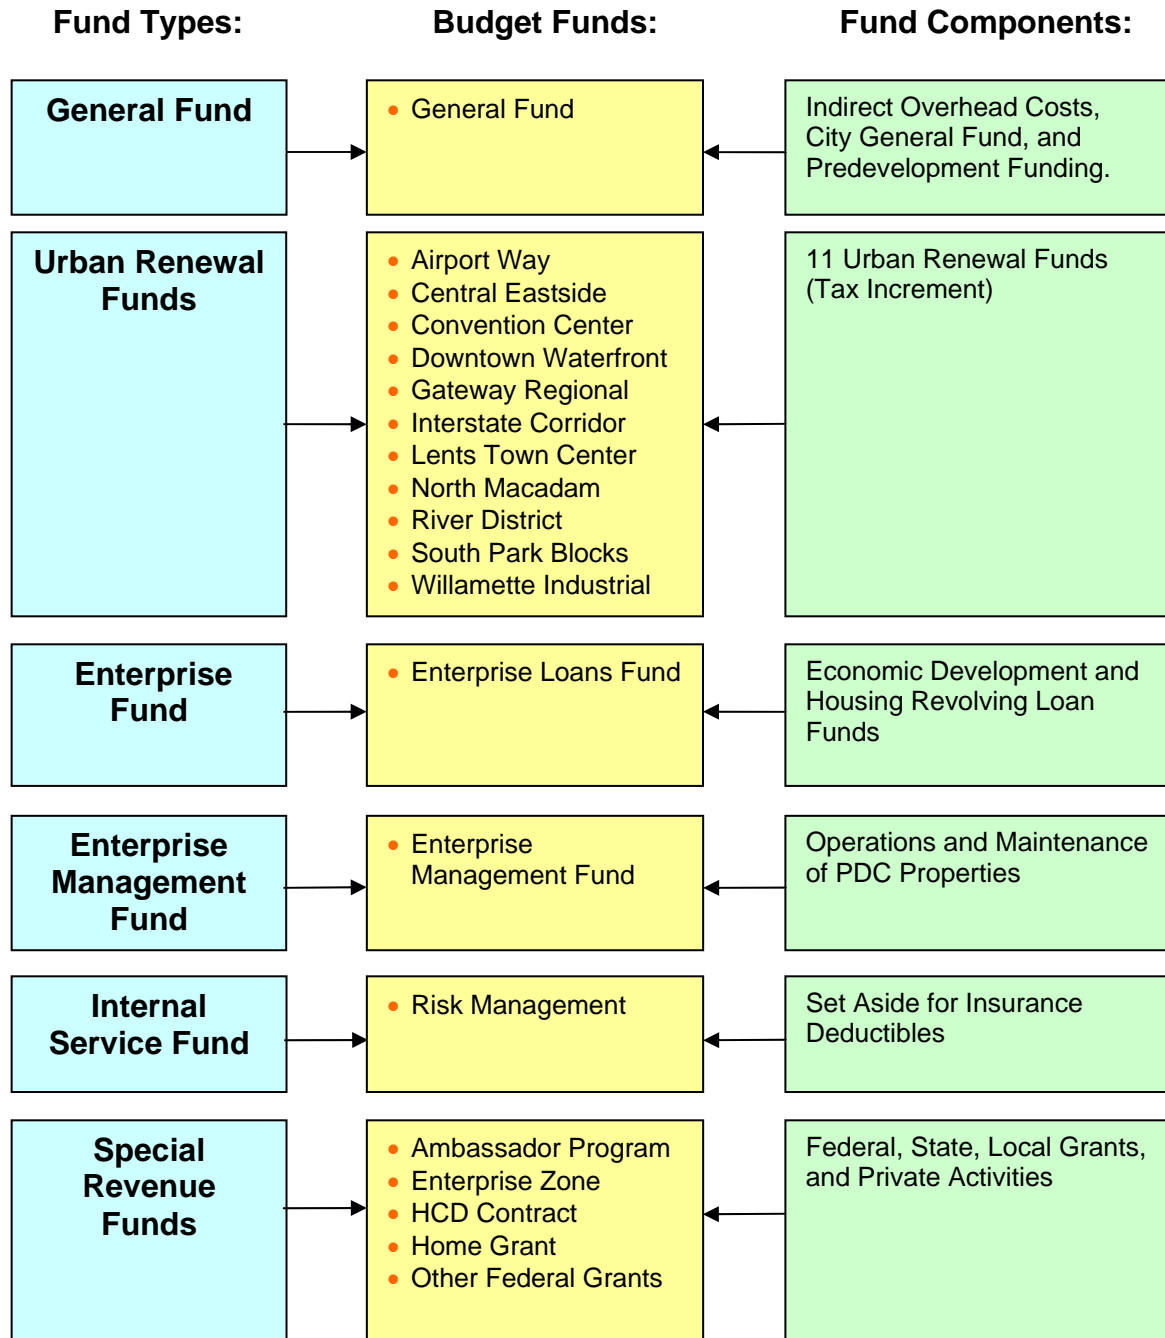 Fund Types:
Budget Funds:
Fund Components:
General Fund
• General Fund
Indirect Overhead Costs,
City General Fund, and
Predevelopment Funding.
Urban Renewal
Funds
• Airport Way
• Central Eastside
• Convention Center
• Downtown Waterfront
• Gateway Regional
• Interstate Corridor
• Lents Town Center
• North Macadam
• River District
• South Park Blocks
• Willamette Industrial
11 Urban Renewal Funds
(Tax Increment)
Enterprise
Fund
• Enterprise Loans Fund
Economic Development and
Housing Revolving Loan
Funds
Enterprise
Management
Fund
• Enterprise
Management Fund
Operations and Maintenance
of PDC Properties
Internal
Service Fund
• Risk Management
Set Aside for Insurance
Deductibles
Special
Revenue
Funds
• Ambassador Program
• Enterprise Zone
• HCD Contract
• Home Grant
• Other Federal Grants
Federal, State, Local Grants,
and Private Activities